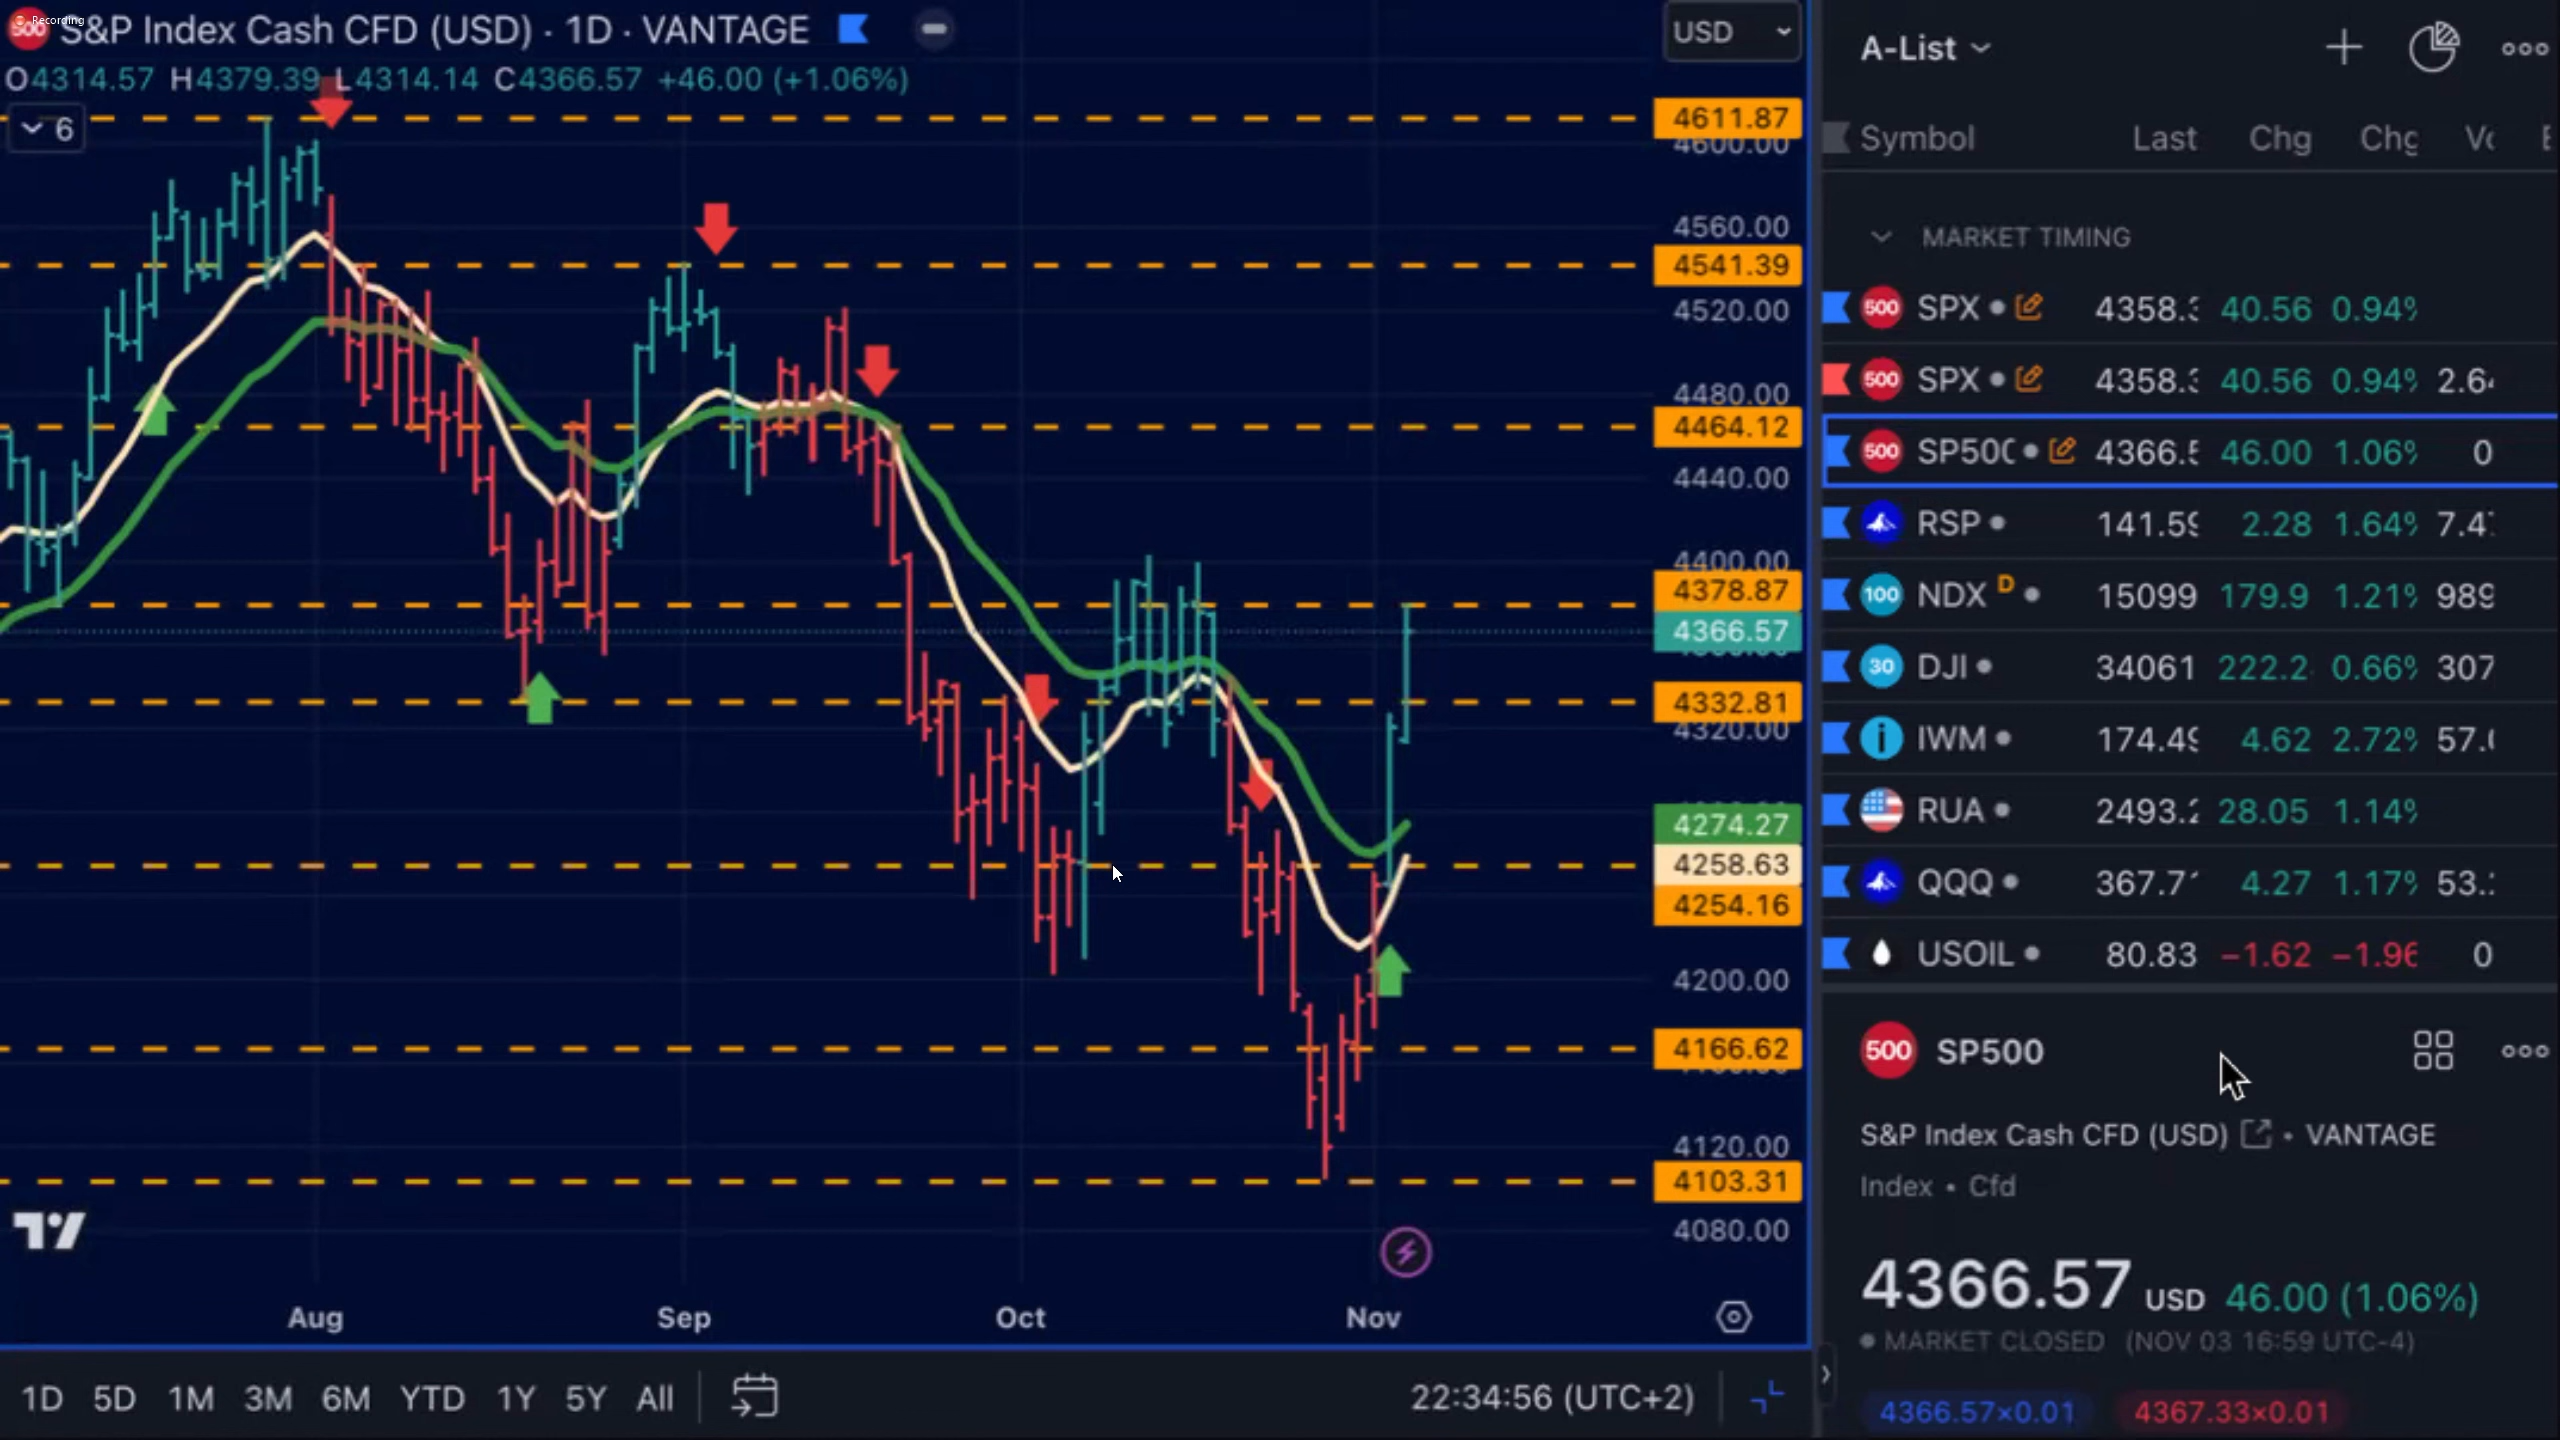 Recording
500 S&P Index Cash CFD (USD) · 1D · VANTAGE
O4314.57 H4379.39 L4314.14 C4366.57 +46.00 (+1.06%)
6
USD
4611.87
4600.00
4560.00
4541.39
4520.00
4480.00
4464.12
4440.00
4400.00
4378.87
4366.57
4332.81
4320.00
4274.27
4258.63
4254.16
4200.00
4166.62
4120.00
4103.31
4080.00
Aug Sep Oct Nov
1D 5D 1M 3M 6M YTD 1Y 5Y All
22:34:56 (UTC+2)
A-List
Symbol Last Chg Chg
MARKET TIMING
500 SPX 4358. 40.56 0.94%
500 SPX 4358. 40.56 0.94% 2.6
500 SP500 4366. 46.00 1.06% 0
RSP 141.5 2.28 1.64% 7.4
100 NDX D 15099 179.9 1.21% 989
30 DJI 34061 222.2 0.66% 307
IWM 174.4 4.62 2.72% 57.
RUA 2493. 28.05 1.14%
QQQ 367.7 4.27 1.17% 53.
USOIL 80.83 −1.62 −1.96 0
500 SP500
S&P Index Cash CFD (USD) • VANTAGE
Index • Cfd
4366.57 USD 46.00 (1.06%)
MARKET CLOSED (NOV 03 16:59 UTC-4)
4366.57×0.01 4367.33×0.01